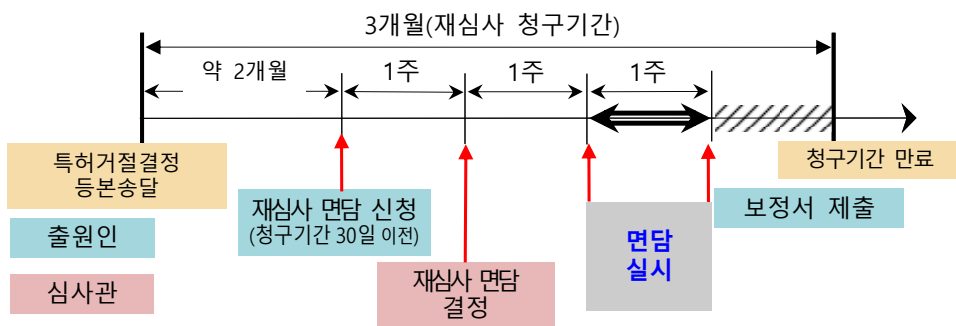 3개월(재심사 청구기간)
약 2개월
1주
1주
1주
특허거절결정
등본송달
청구기간 만료
재심사 면담 신청
(청구기간 30일 이전)
보정서 제출
출원인
면담
실시
재심사 면담
결정
심사관